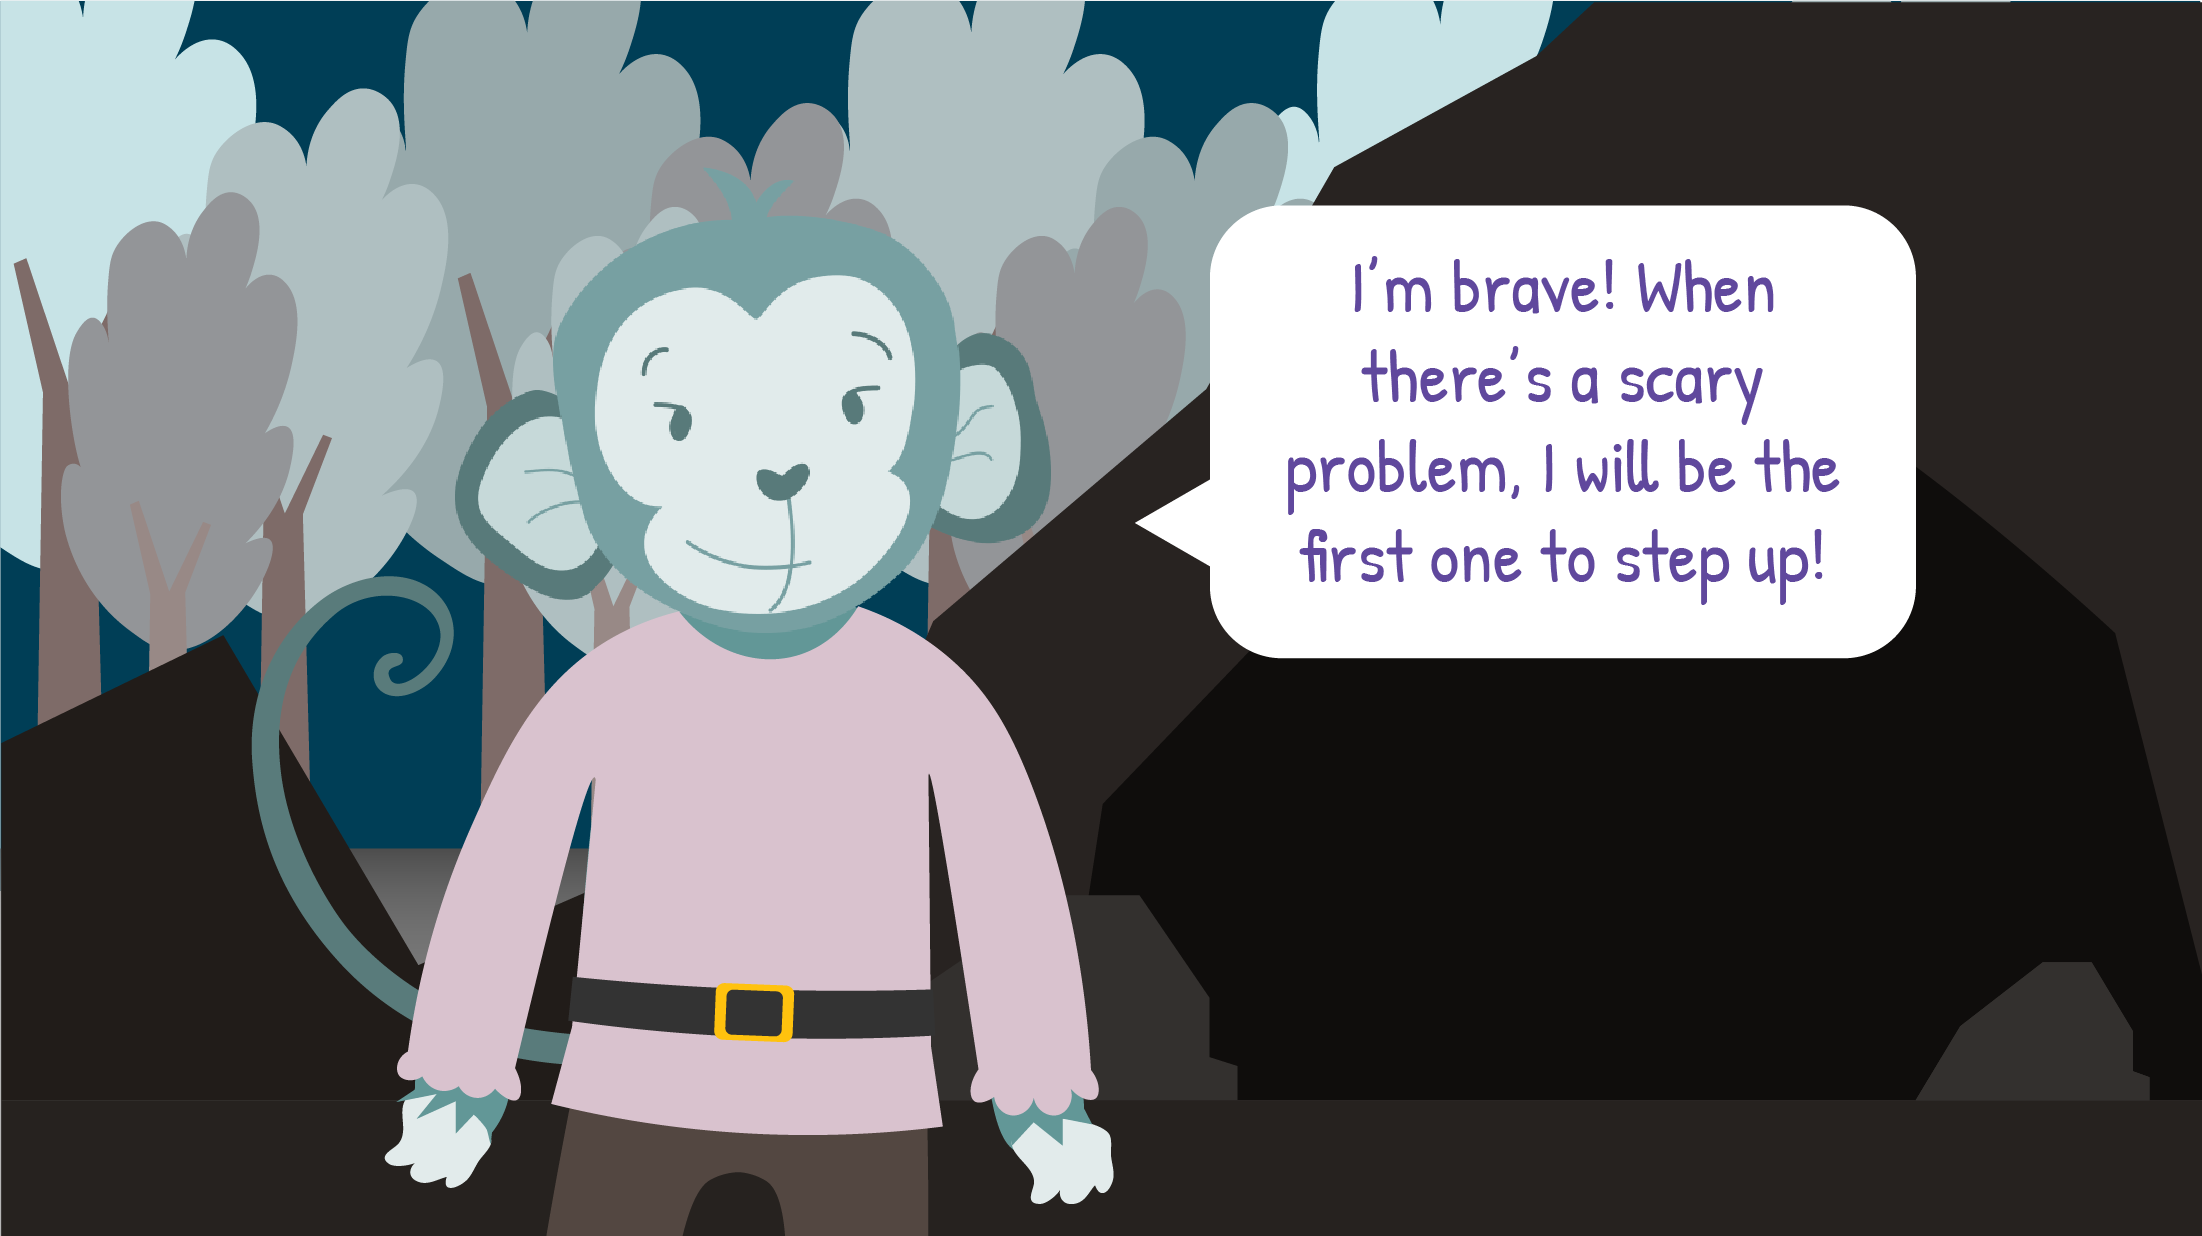 I'm brave! When
there's a scary
problem, I will be the
first one to step up!